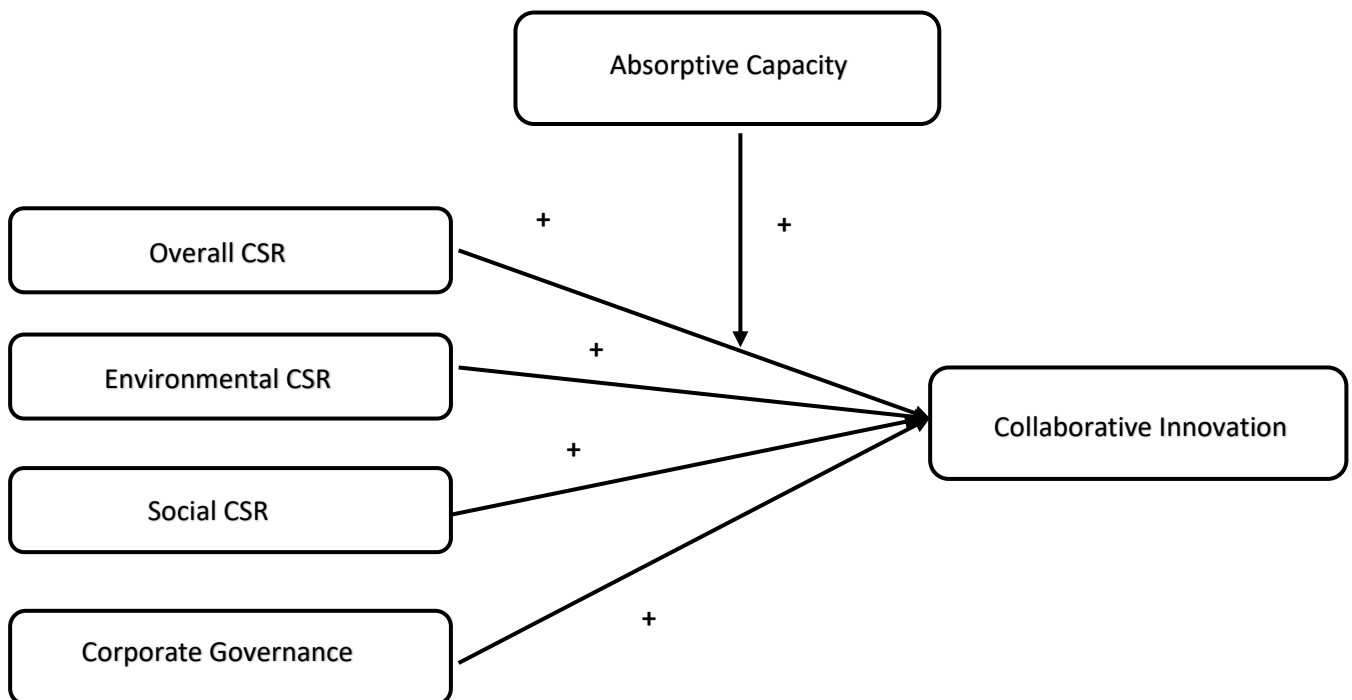 Absorptive Capacity
+
+
Overall CSR
+
Environmental CSR
Collaborative Innovation
+
Social CSR
+
Corporate Governance